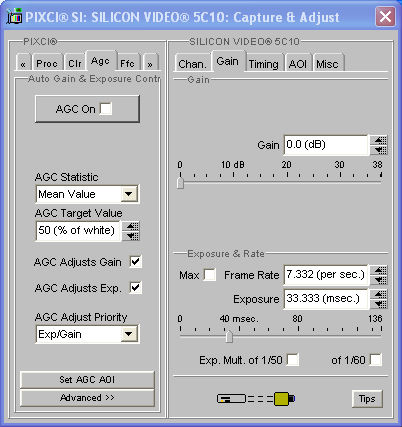 PIXCI® SI: SILICON VIDEO® 5C10: Capture & Adjust
PIXCI®
« Proc Clr Agc Ffc »
Auto Gain & Exposure Contr
AGC On
AGC Statistic
Mean Value
AGC Target Value
50 (% of white)
AGC Adjusts Gain
AGC Adjusts Exp.
AGC Adjust Priority
Exp/Gain
Set AGC AOI
Advanced >>
SILICON VIDEO® 5C10
Chan. Gain Timing AOI Misc
Gain
Gain 0.0 (dB)
0 10 dB 20 30 38
Exposure & Rate
Max Frame Rate 7.332 (per sec.)
Exposure 33.333 (msec.)
0 40 msec. 80 136
Exp. Mult. of 1/50 of 1/60
Tips